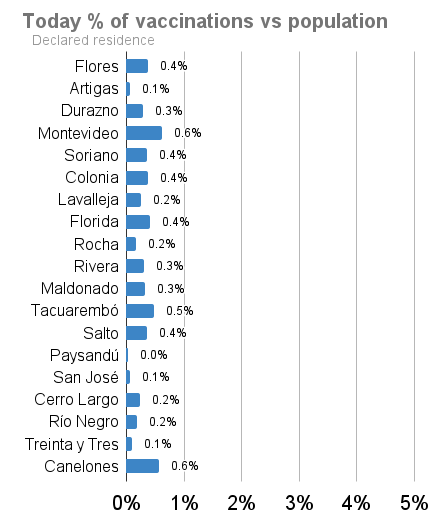 Today % of vaccinations vs population
Declared residence
Flores 0.4%
Artigas 0.1%
Durazno 0.3%
Montevideo 0.6%
Soriano 0.4%
Colonia 0.4%
Lavalleja 0.2%
Florida 0.4%
Rocha 0.2%
Rivera 0.3%
Maldonado 0.3%
Tacuarembó 0.5%
Salto 0.4%
Paysandú 0.0%
San José 0.1%
Cerro Largo 0.2%
Río Negro 0.2%
Treinta y Tres 0.1%
Canelones 0.6%
0% 1% 2% 3% 4% 5%